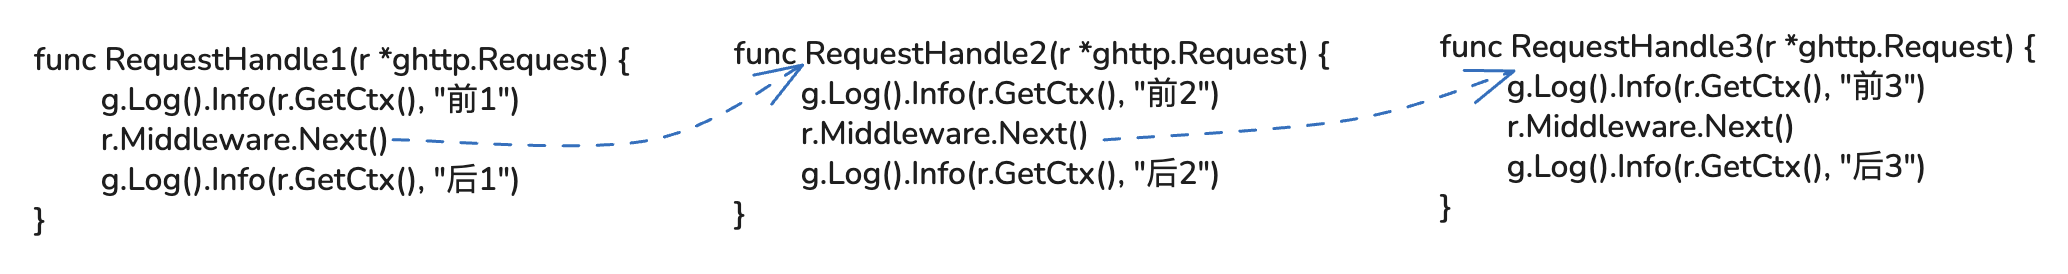 func RequestHandle1(r *ghttp.Request) {
g.Log().Info(r.GetCtx(), "前1")
r.Middleware.Next()
g.Log().Info(r.GetCtx(), "后1")
}
func RequestHandle2(r *ghttp.Request) {
g.Log().Info(r.GetCtx(), "前2")
r.Middleware.Next()
g.Log().Info(r.GetCtx(), "后2")
}
func RequestHandle3(r *ghttp.Request) {
g.Log().Info(r.GetCtx(), "前3")
r.Middleware.Next()
g.Log().Info(r.GetCtx(), "后3")
}